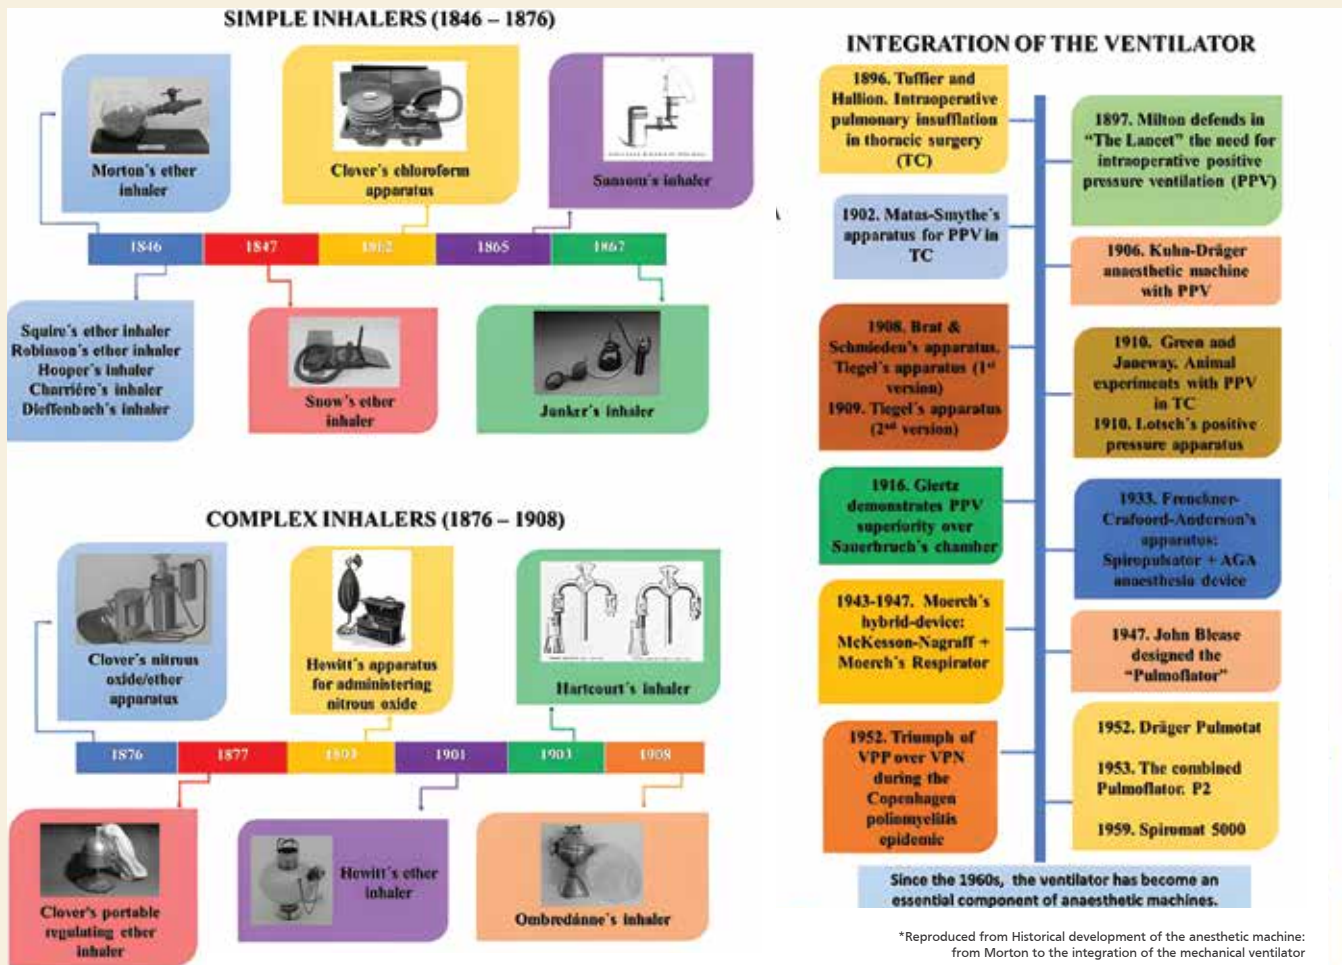 SIMPLE INHALERS (1846 – 1876)
Morton's ether
inhaler
Clover's chloroform
apparatus
Sansom's inhaler
1846
1847
1862
1865
1867
Squire's ether inhaler
Robinson's ether inhaler
Hooper's inhaler
Charriére's inhaler
Dieffenbach's inhaler
Snow's ether
inhaler
Junker's inhaler
COMPLEX INHALERS (1876 – 1908)
Clover's nitrous
oxide/ether
apparatus
Hewitt's apparatus
for administering
nitrous oxide
Hartcourt's inhaler
1876
1877
1901
1903
1908
Clover's portable
regulating ether
inhaler
Hewitt's ether
inhaler
Ombredánne's inhaler
INTEGRATION OF THE VENTILATOR
1896. Tuffier and
Hallion. Intraoperative
pulmonary insufflation
in thoracic surgery
(TC)
1897. Milton defends in
“The Lancet” the need for
intraoperative positive
pressure ventilation (PPV)
1902. Matas-Smythe's
apparatus for PPV in
TC
1906. Kuhn-Dräger
anaesthetic machine
with PPV
1908. Brat &
Schmieden's apparatus.
Tiegel's apparatus (1st
version)
1909. Tiegel's apparatus
(2nd version)
1910. Green and
Janeway. Animal
experiments with PPV
in TC
1910. Lotsch's positive
pressure apparatus
1916. Giertz
demonstrates PPV
superiority over
Sauerbruch's chamber
1933. Frenckner-
Crafoord-Anderson's
apparatus:
Spiropulsator + AGA
anaesthesia device
1943-1947. Moerch's
hybrid-device:
McKesson-Nagraff +
Moerch's Respirator
1947. John Blease
designed the
“Pulmoflator”
1952. Triumph of
VPP over VPN
during the
Copenhagen
poliomyelitis
epidemic
1952. Dräger Pulmotat
1953. The combined
Pulmoflator. P2
1959. Spiromat 5000
Since the 1960s, the ventilator has become an
essential component of anaesthetic machines.
*Reproduced from Historical development of the anesthetic machine:
from Morton to the integration of the mechanical ventilator